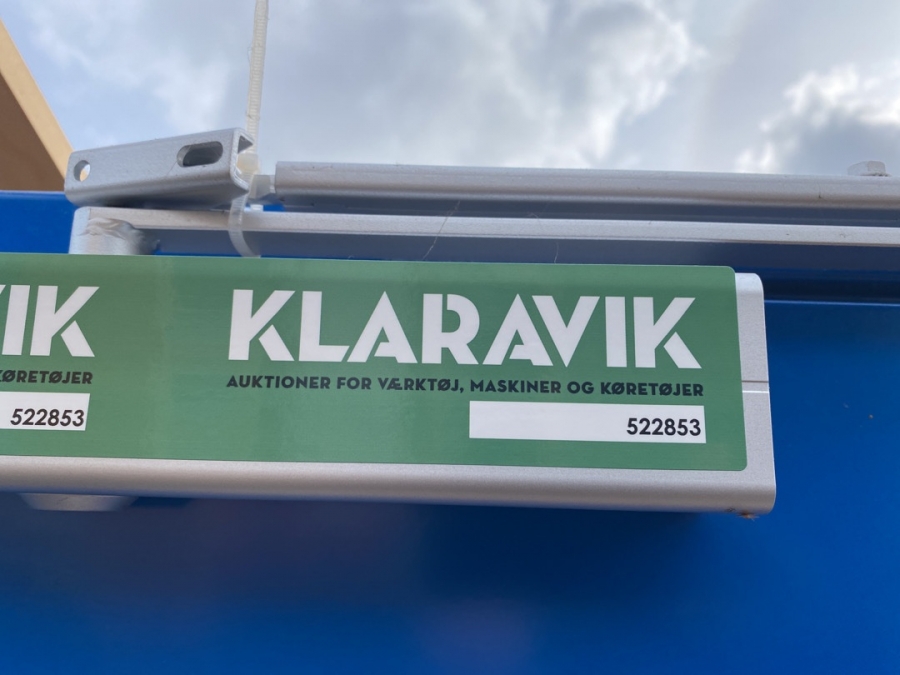 KLARAVIK
AUKTIONER FOR VÆRKTØJ, MASKINER OG KØRETØJER
522853
IK
KØRETØJER
522853